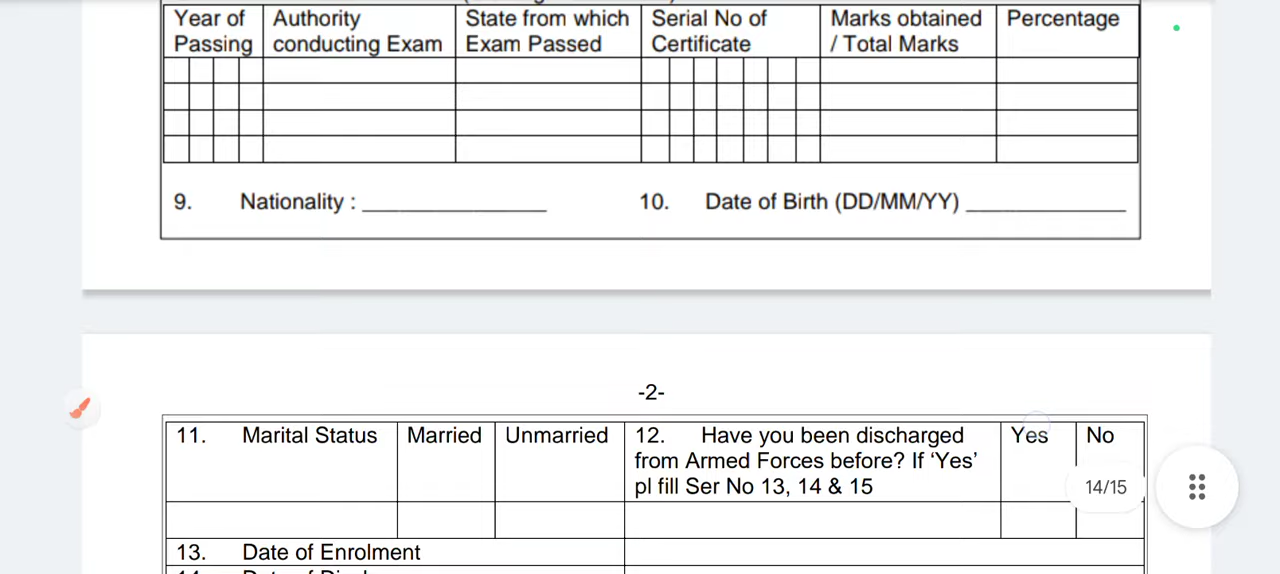 Year of Authority State from which Serial No of Marks obtained Percentage
Passing conducting Exam Exam Passed Certificate / Total Marks
9. Nationality : _______________ 10. Date of Birth (DD/MM/YY) _____________
-2-
11. Marital Status Married Unmarried 12. Have you been discharged Yes No
from Armed Forces before? If ‘Yes’
pl fill Ser No 13, 14 & 15
14/15
13. Date of Enrolment